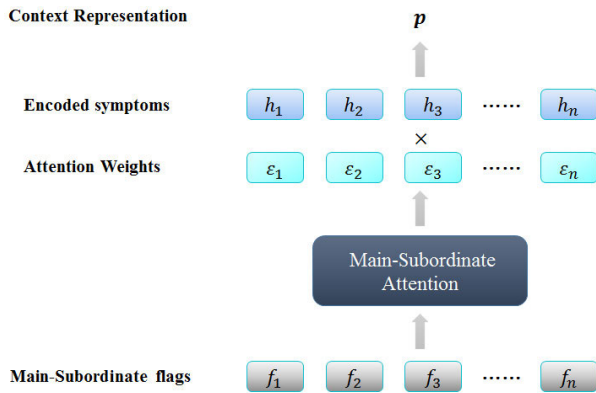 Context Representation p
Encoded symptoms h₁ h₂ h₃ ⋯⋯ hₙ
×
Attention Weights ε₁ ε₂ ε₃ ⋯⋯ εₙ
Main-Subordinate
Attention
Main-Subordinate flags f₁ f₂ f₃ ⋯⋯ fₙ